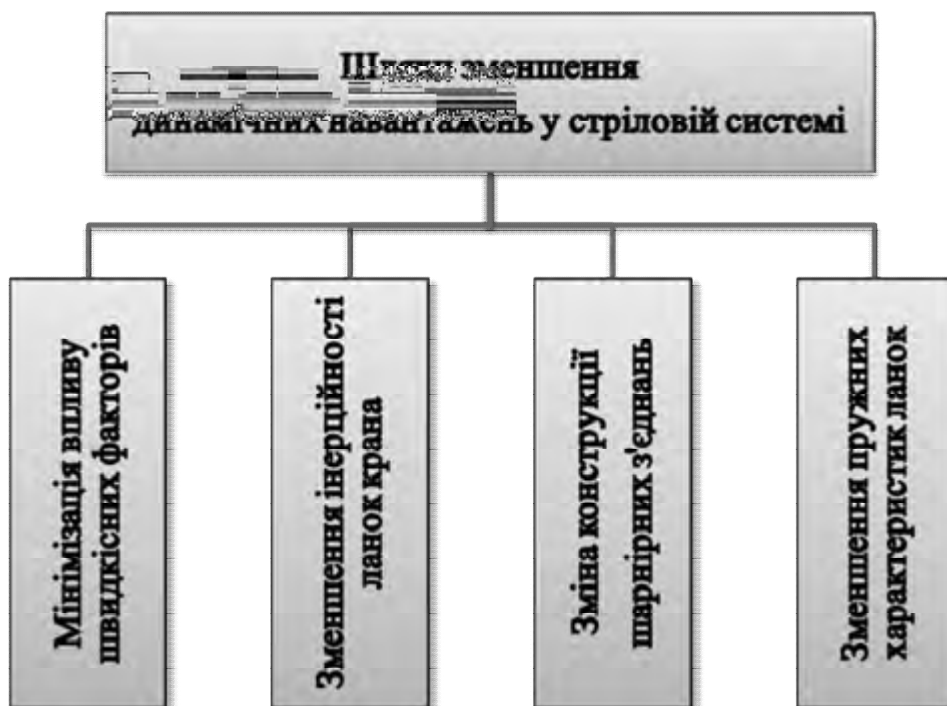 Шляхи зменшення
динамічних навантажень у стріловій системі
Мінімізація впливу
швидкісних факторів
Зменшення інерційності
ланок крана
Зміна конструкції
шарнірних з'єднань
Зменшення пружних
характеристик ланок